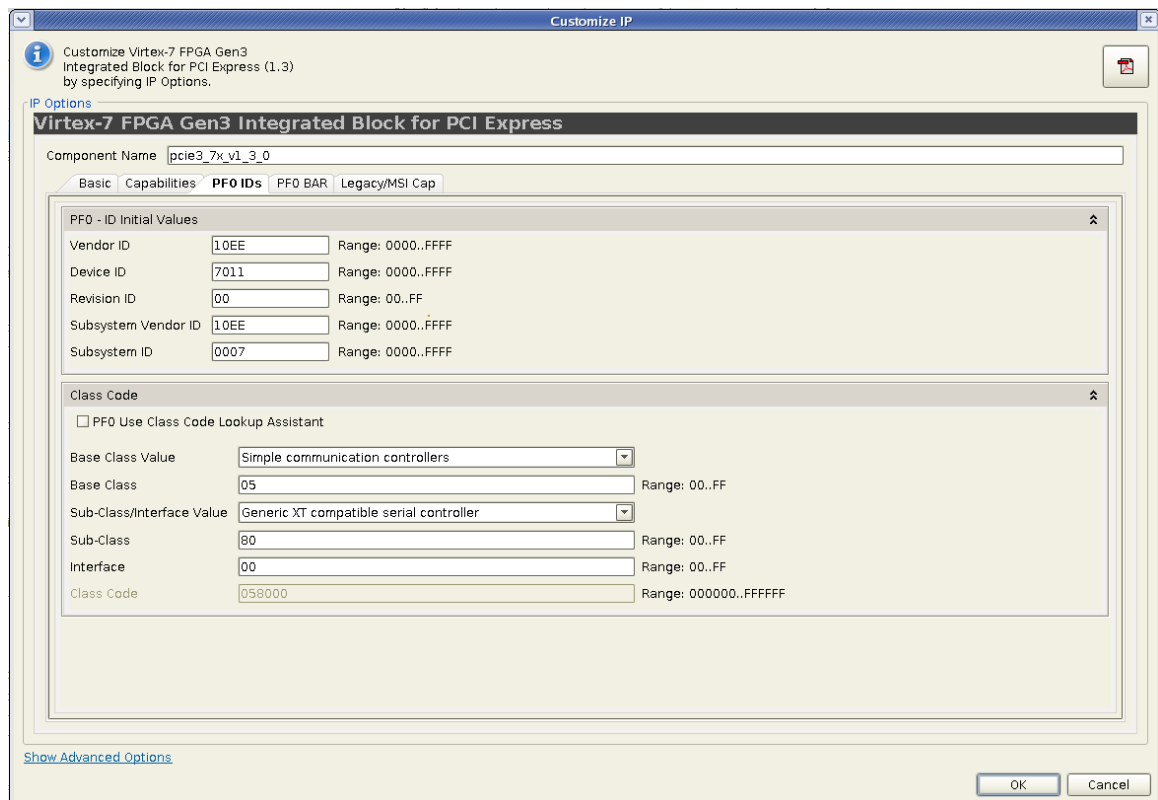 Customize IP
Customize Virtex-7 FPGA Gen3
Integrated Block for PCI Express (1.3)
by specifying IP Options.
IP Options
Virtex-7 FPGA Gen3 Integrated Block for PCI Express
Component Name pcie3_7x_v1_3_0
Basic Capabilities PF0 IDs PF0 BAR Legacy/MSI Cap
PF0 - ID Initial Values
Vendor ID 10EE Range: 0000..FFFF
Device ID 7011 Range: 0000..FFFF
Revision ID 00 Range: 00..FF
Subsystem Vendor ID 10EE Range: 0000..FFFF
Subsystem ID 0007 Range: 0000..FFFF
Class Code
PF0 Use Class Code Lookup Assistant
Base Class Value Simple communication controllers
Base Class 05 Range: 00..FF
Sub-Class/Interface Value Generic XT compatible serial controller
Sub-Class 80 Range: 00..FF
Interface 00 Range: 00..FF
Class Code 058000 Range: 000000..FFFFFF
Show Advanced Options
OK Cancel